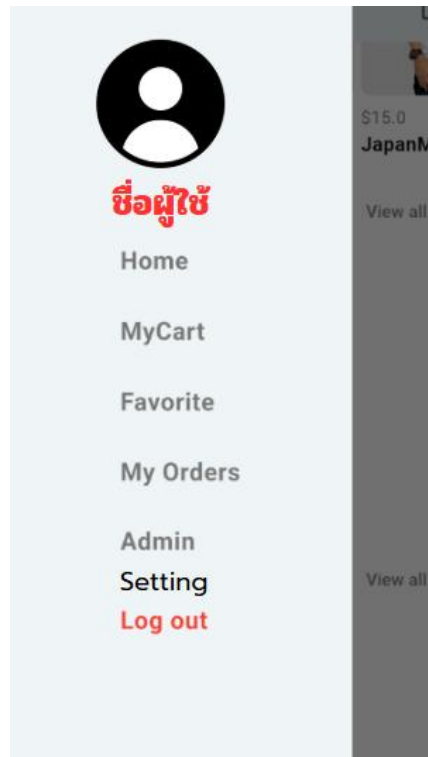 ชื่อผู้ใช้
Home
MyCart
Favorite
My Orders
Admin
Setting
Log out
$15.0
View all
View all